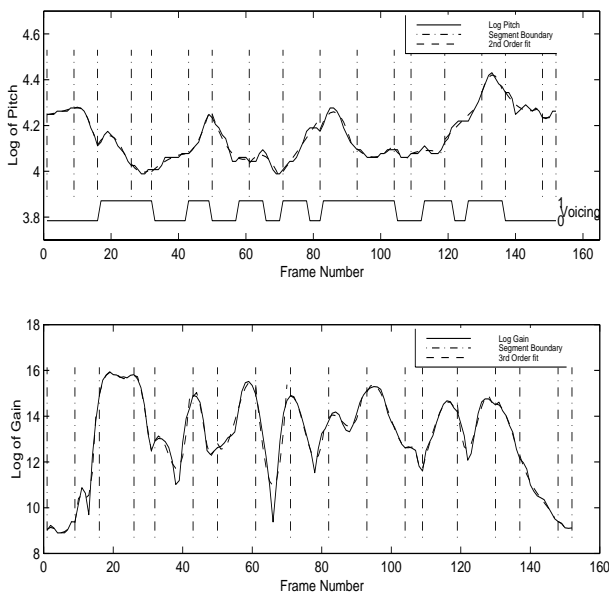 4.6
4.4
4.2
4
3.8
Log of Pitch
Log Pitch
Segment Boundary
2nd Order fit
1
Voicing
0
0 20 40 60 80 100 120 140 160
Frame Number
18
16
14
12
10
8
Log of Gain
Log Gain
Segment Boundary
3rd Order fit
0 20 40 60 80 100 120 140 160
Frame Number